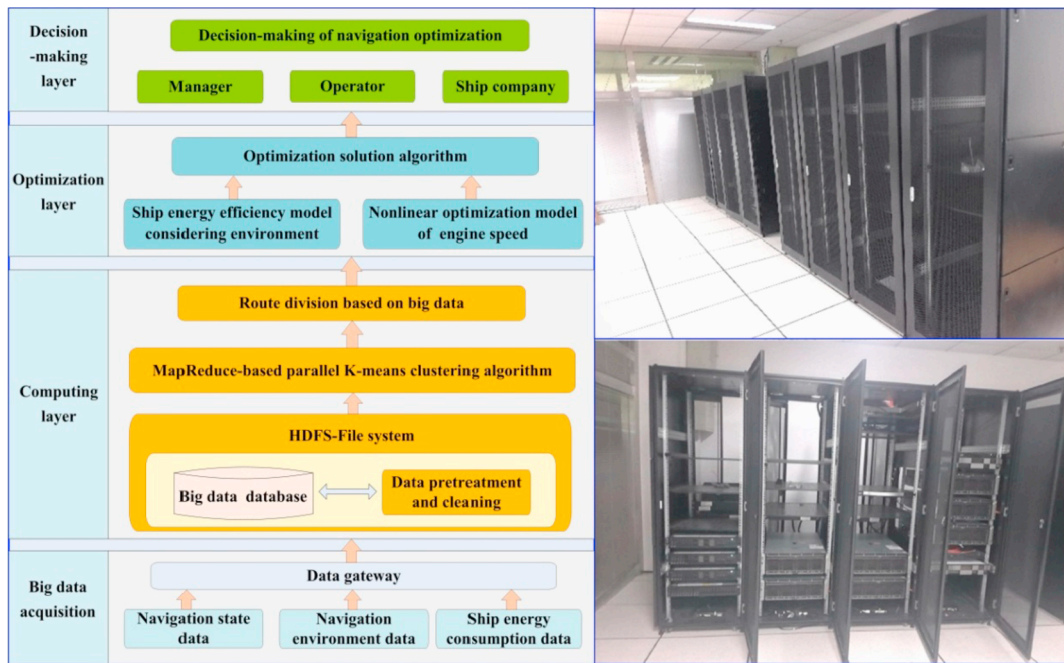 Decision
-making
layer
Decision-making of navigation optimization
Manager
Operator
Ship company
Optimization
layer
Optimization solution algorithm
Ship energy efficiency model
considering environment
Nonlinear optimization model
of engine speed
Computing
layer
Route division based on big data
MapReduce-based parallel K-means clustering algorithm
HDFS-File system
Big data database
Data pretreatment
and cleaning
Big data
acquisition
Data gateway
Navigation state
data
Navigation
environment data
Ship energy
consumption data